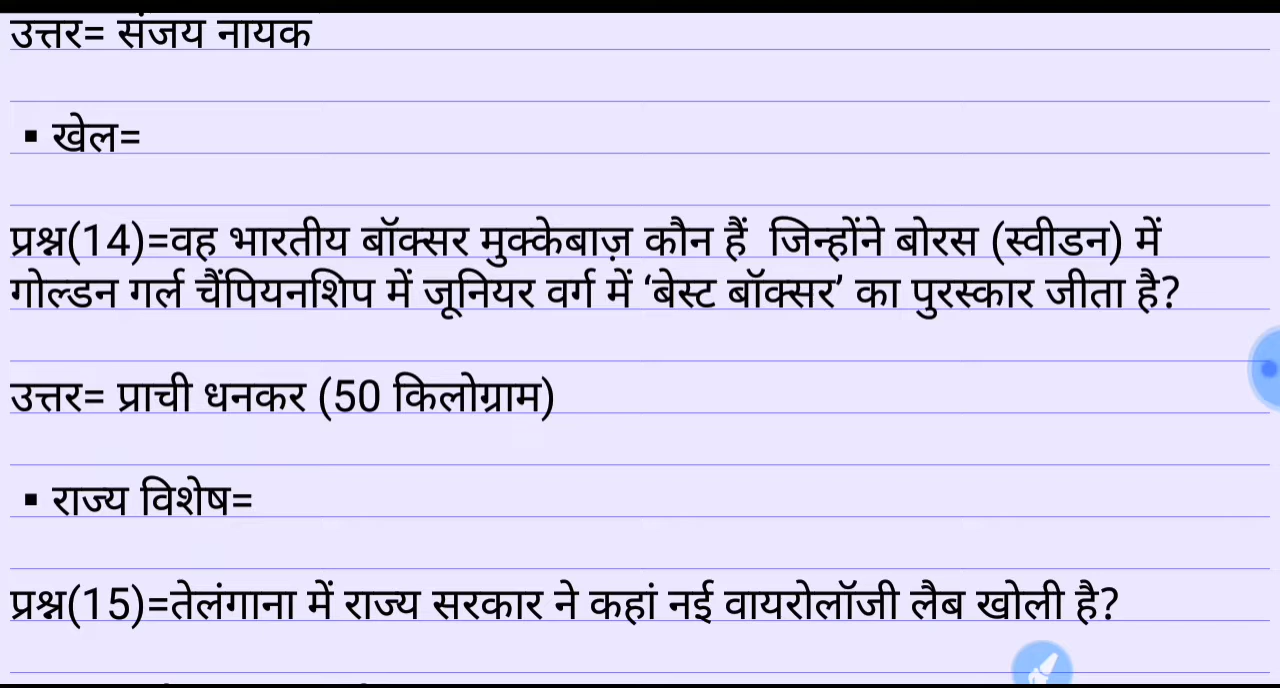 उत्तर= संजय नायक
▪ खेल=
प्रश्न(14)=वह भारतीय बॉक्सर मुक्केबाज़ कौन हैं जिन्होंने बोरस (स्वीडन) में
गोल्डन गर्ल चैंपियनशिप में जूनियर वर्ग में ‘बेस्ट बॉक्सर’ का पुरस्कार जीता है?
उत्तर= प्राची धनकर (50 किलोग्राम)
▪ राज्य विशेष=
प्रश्न(15)=तेलंगाना में राज्य सरकार ने कहां नई वायरोलॉजी लैब खोली है?